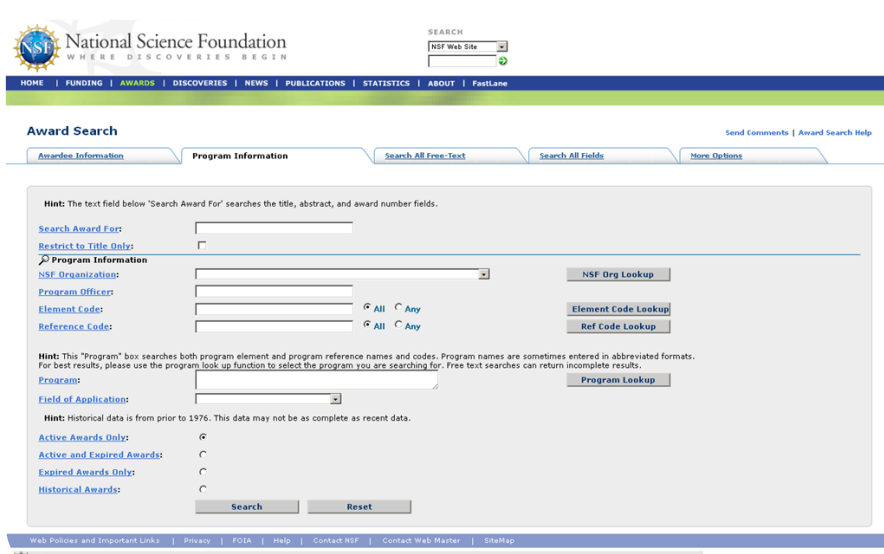 SEARCH
NSF
National Science Foundation
WHERE DISCOVERIES BEGIN
NSF Web Site
HOME | FUNDING | AWARDS | DISCOVERIES | NEWS | PUBLICATIONS | STATISTICS | ABOUT | FastLane
Award Search
Send Comments | Award Search Help
Awardee Information
Program Information
Search All Free-Text
Search All Fields
More Options
Hint: The text field below 'Search Award For' searches the title, abstract, and award number fields.
Search Award For:
Restrict to Title Only:
Program Information
NSF Organization:
NSF Org Lookup
Program Officer:
Element Code:
All Any
Element Code Lookup
Reference Code:
All Any
Ref Code Lookup
Hint: This "Program" box searches both program element and program reference names and codes. Program names are sometimes entered in abbreviated formats.
For best results, please use the program look up function to select the program you are searching for. Free text searches can return incomplete results.
Program:
Program Lookup
Field of Application:
Hint: Historical data is from prior to 1976. This data may not be as complete as recent data.
Active Awards Only:
Active and Expired Awards:
Expired Awards Only:
Historical Awards:
Search
Reset
Web Policies and Important Links | Privacy | FOIA | Help | Contact NSF | Contact Web Master | SiteMap